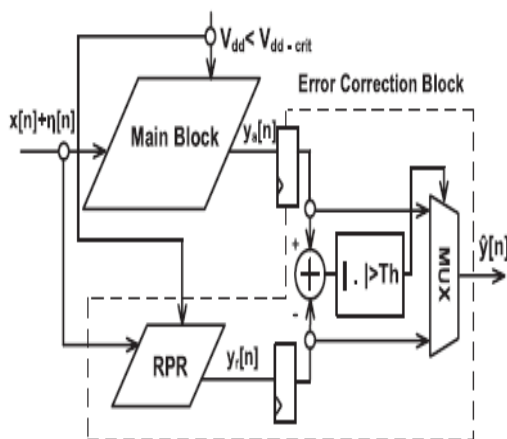 V_dd < V_dd-crit
Error Correction Block
x[n]+η[n]
Main Block
y_a[n]
+
+
| . |>Th
MUX
ŷ[n]
-
RPR
y_r[n]